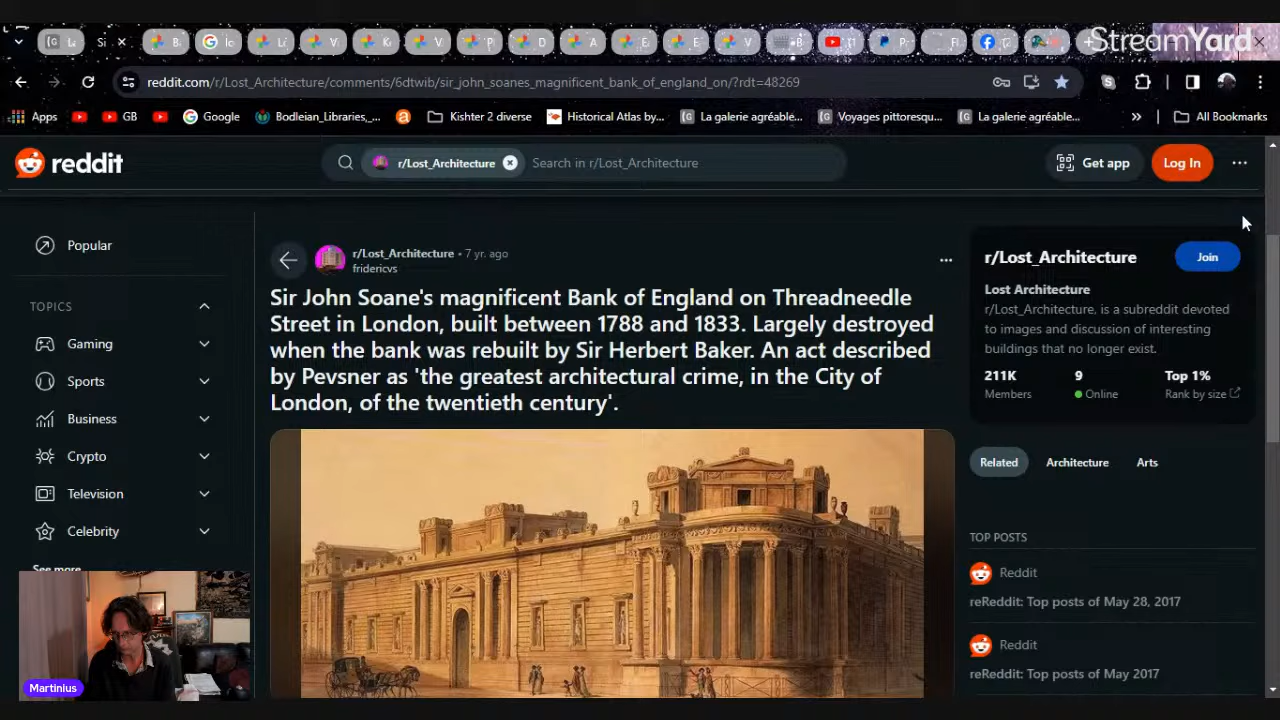 StreamYard
reddit.com/r/Lost_Architecture/comments/6dtwib/sir_john_soanes_magnificent_bank_of_england_on/?rdt=48269
Apps
GB
Google
Bodleian_Libraries,_...
Kishter 2 diverse
Historical Atlas by...
La galerie agréable...
Voyages pittoresqu...
La galerie agréable...
All Bookmarks
reddit
r/Lost_Architecture
Search in r/Lost_Architecture
Get app
Log In
Popular
TOPICS
Gaming
Sports
Business
Crypto
Television
Celebrity
See more
r/Lost_Architecture • 7 yr. ago
fridericvs
Sir John Soane's magnificent Bank of England on Threadneedle
Street in London, built between 1788 and 1833. Largely destroyed
when the bank was rebuilt by Sir Herbert Baker. An act described
by Pevsner as 'the greatest architectural crime, in the City of
London, of the twentieth century'.
r/Lost_Architecture
Join
Lost Architecture
r/Lost_Architecture, is a subreddit devoted
to images and discussion of interesting
buildings that no longer exist.
211K
9
Top 1%
Members
Online
Rank by size
Related
Architecture
Arts
TOP POSTS
Reddit
reReddit: Top posts of May 28, 2017
Reddit
reReddit: Top posts of May 2017
Martinius